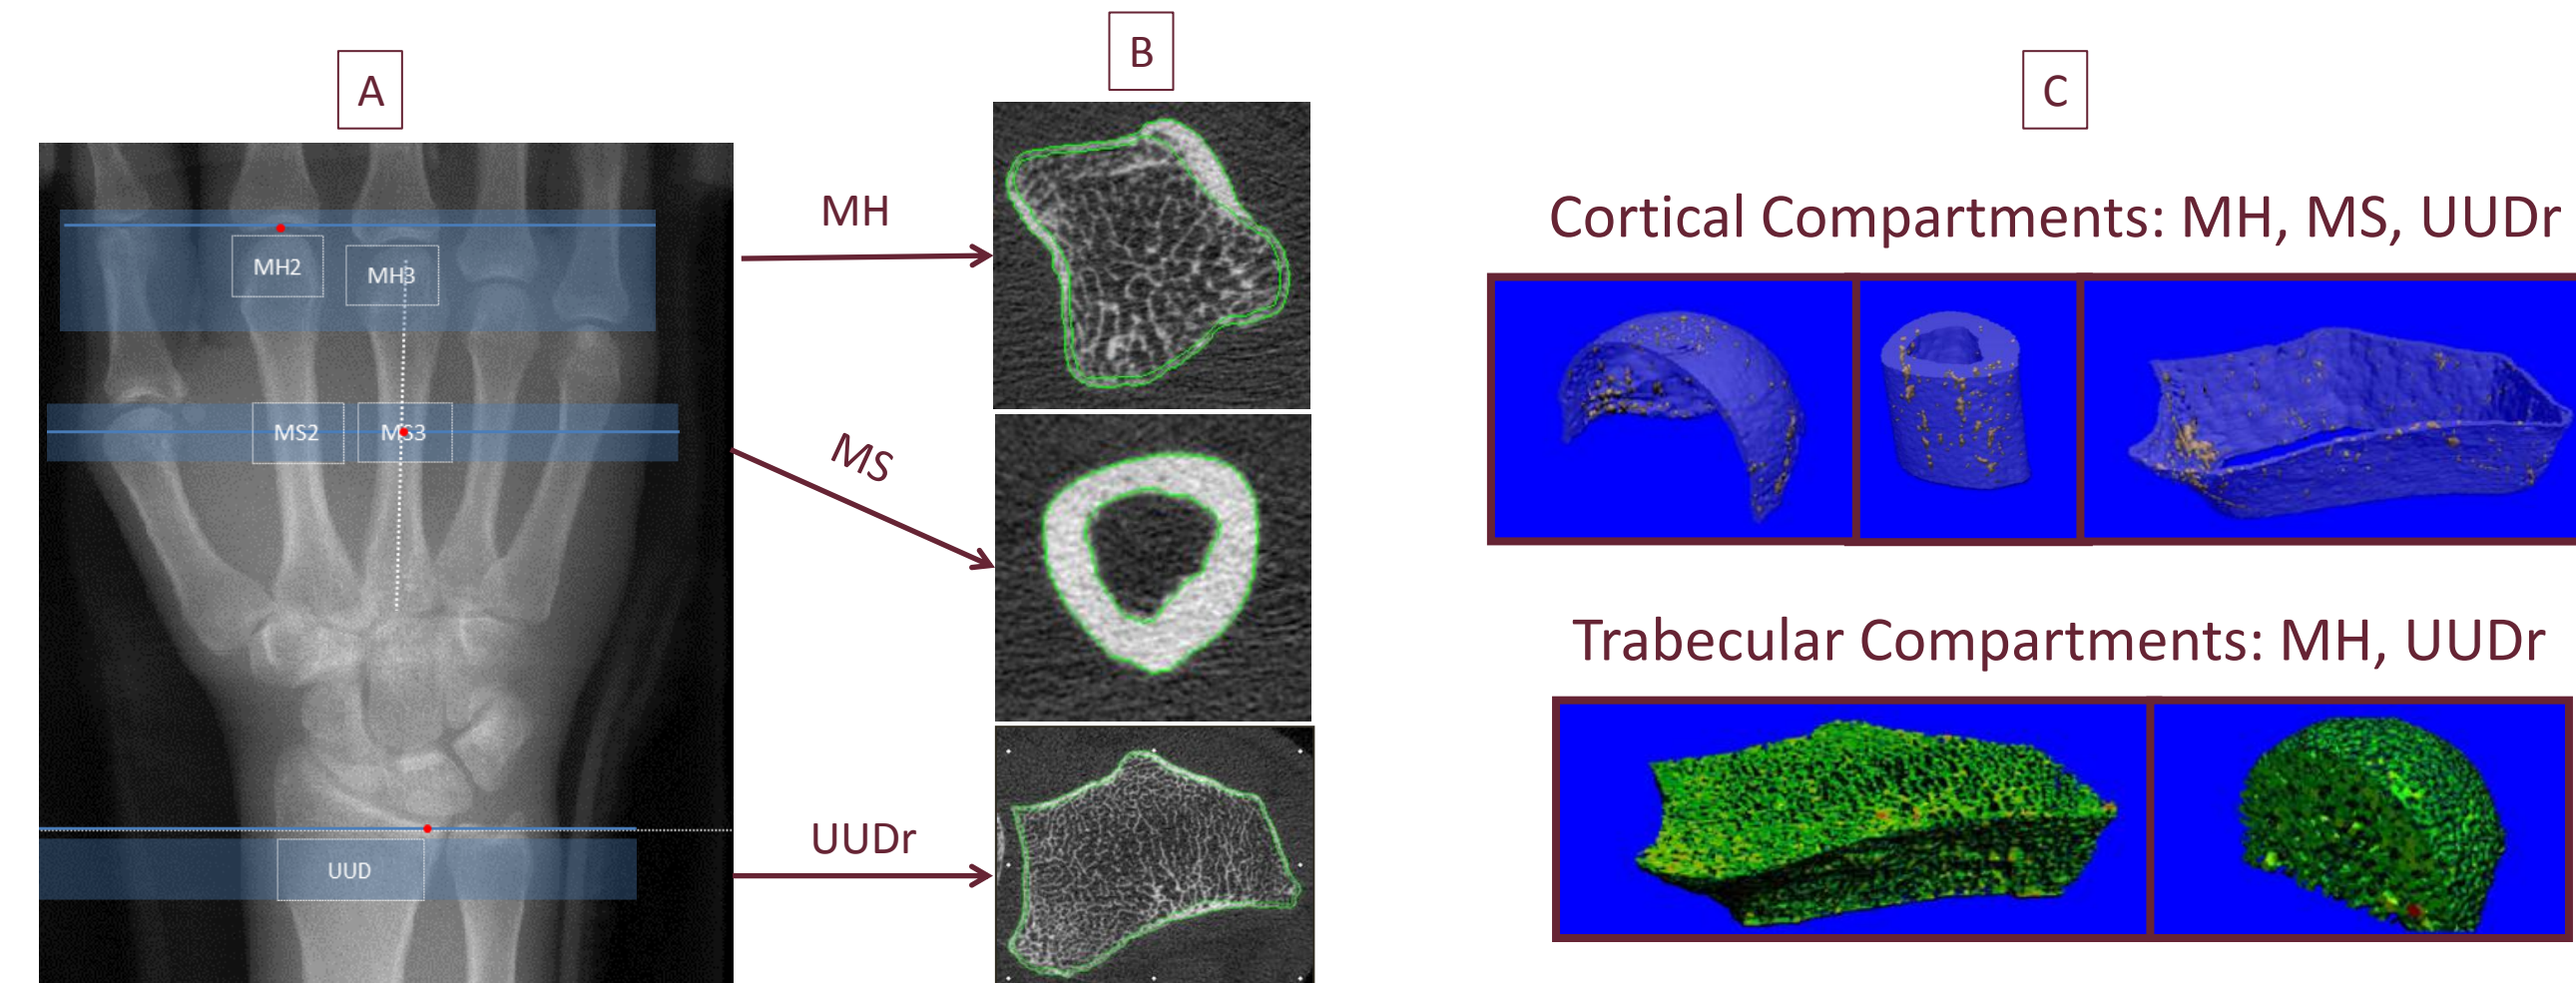 A
MH2
MH3
MS2
MS3
UUD
B
MH
MS
UUDr
C
Cortical Compartments: MH, MS, UUDr
Trabecular Compartments: MH, UUDr